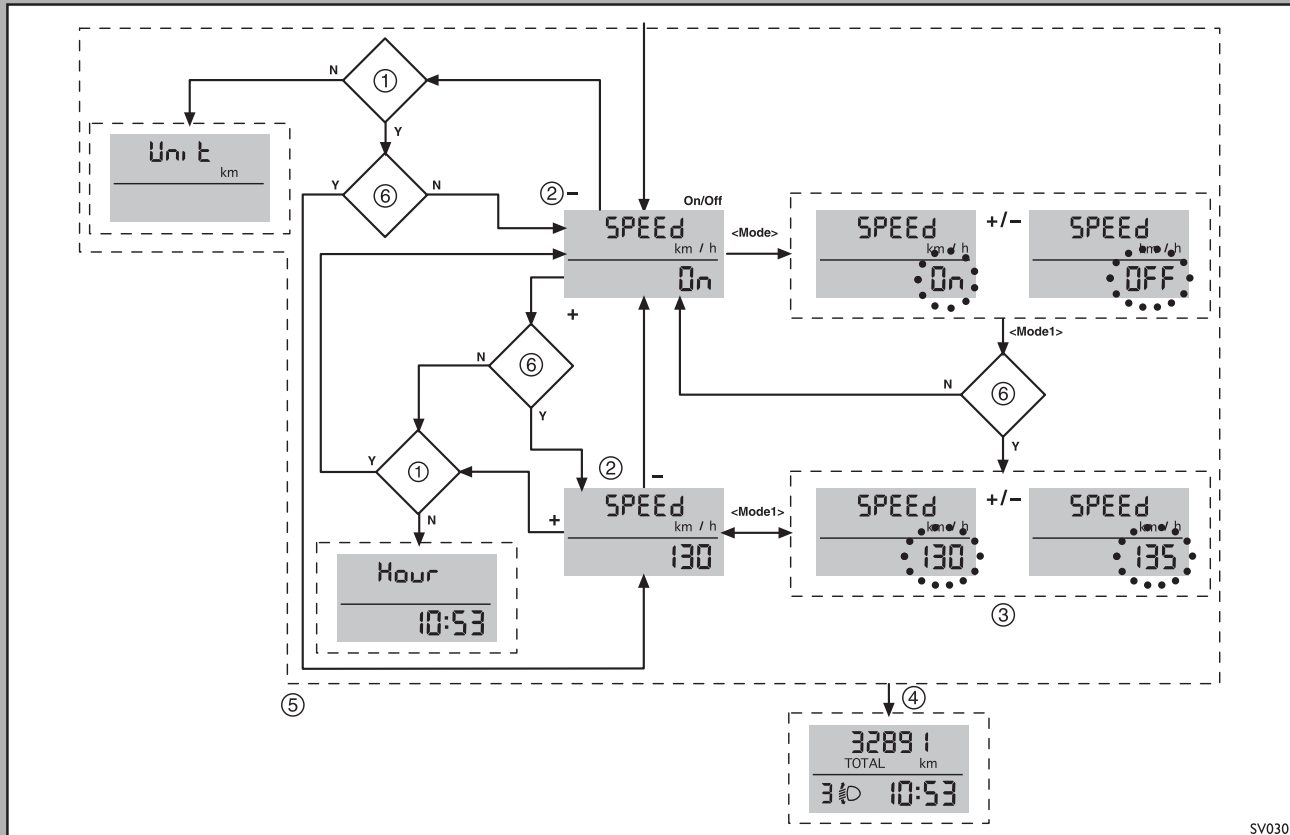 N
①
Y
Unit
km
Y
⑥
N
② –
On/Off
SPEEd
km / h
On
<Mode>
SPEEd
km / h
On
+/–
SPEEd
km / h
OFF
+
<Mode1>
N
⑥
Y
N
⑥
Y
Y
①
N
②
–
+
SPEEd
km / h
130
<Mode1>
SPEEd
km / h
130
+/–
SPEEd
km / h
135
③
Hour
10:53
⑤
④
32891
TOTAL km
3 10:53
SV030